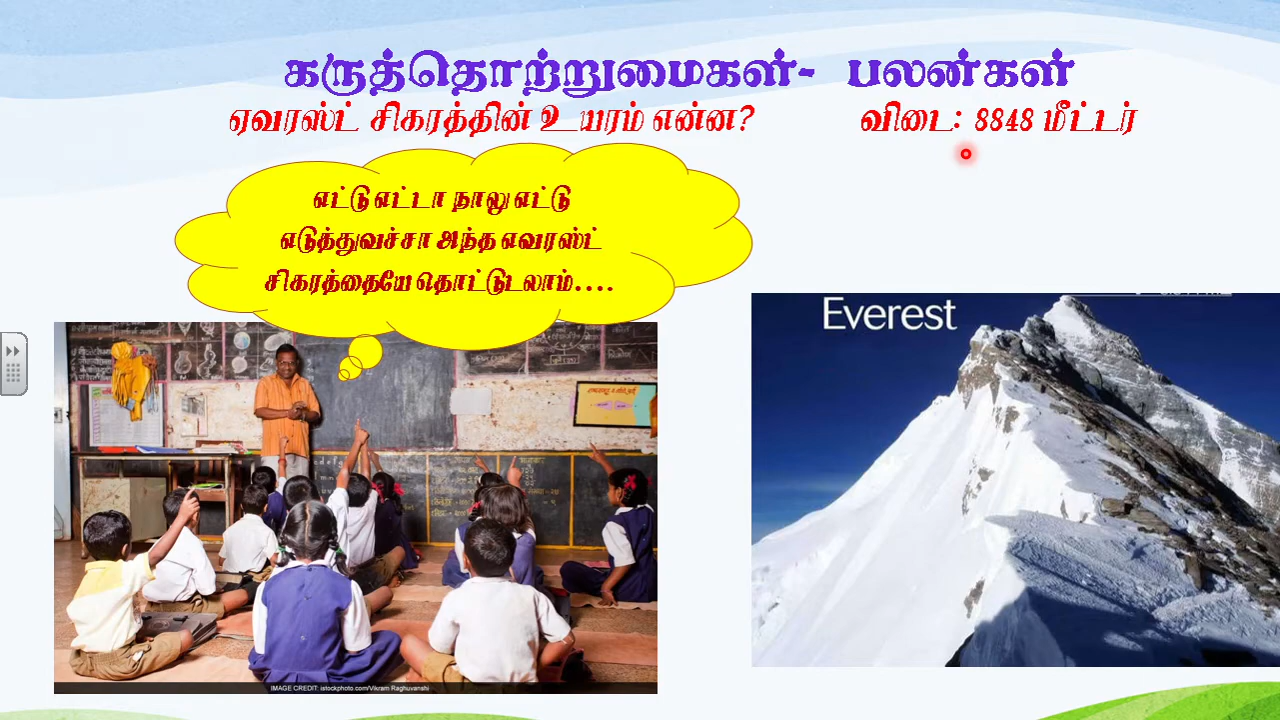 கருத்தொற்றுமைகள்- பலன்கள்
ஏவரஸ்ட் சிகரத்தின் உயரம் என்ன? விடை: 8848 மீட்டர்
எட்டு எட்டா நாலு எட்டு
எடுத்துவச்சா அந்த எவரஸ்ட்
சிகரத்தையே தொட்டுடலாம்....
Everest
IMAGE CREDIT: istockphoto.com/Vikram Raghuvanshi